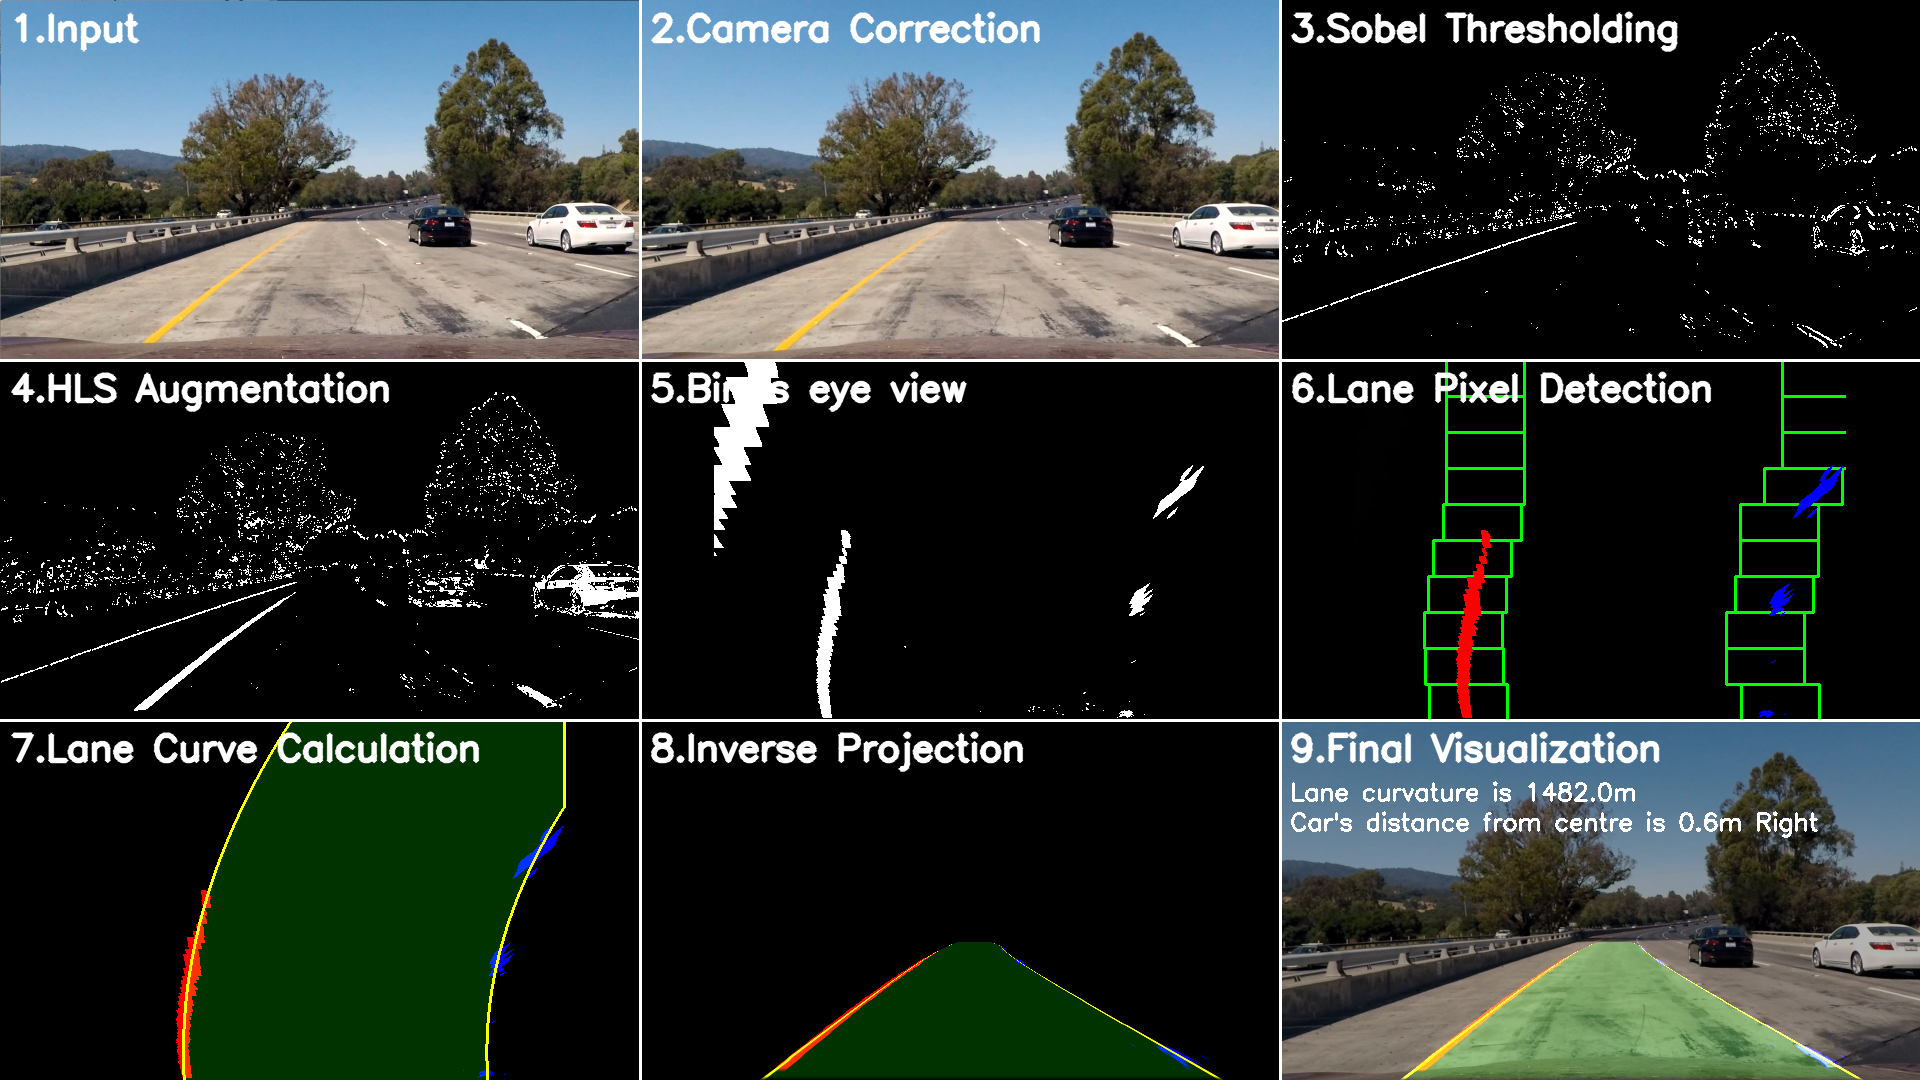 1.Input
2.Camera Correction
3.Sobel Thresholding
4.HLS Augmentation
5.Bird's eye view
6.Lane Pixel Detection
7.Lane Curve Calculation
8.Inverse Projection
9.Final Visualization
Lane curvature is 1482.0m
Car's distance from centre is 0.6m Right